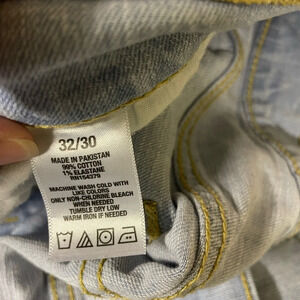 32/30
MADE IN PAKISTAN
99% COTTON
1% ELASTANE
RN154379
MACHINE WASH COLD WITH
LIKE COLORS
ONLY NON-CHLORINE BLEACH
WHEN NEEDED
TUMBLE DRY LOW
WARM IRON IF NEEDED